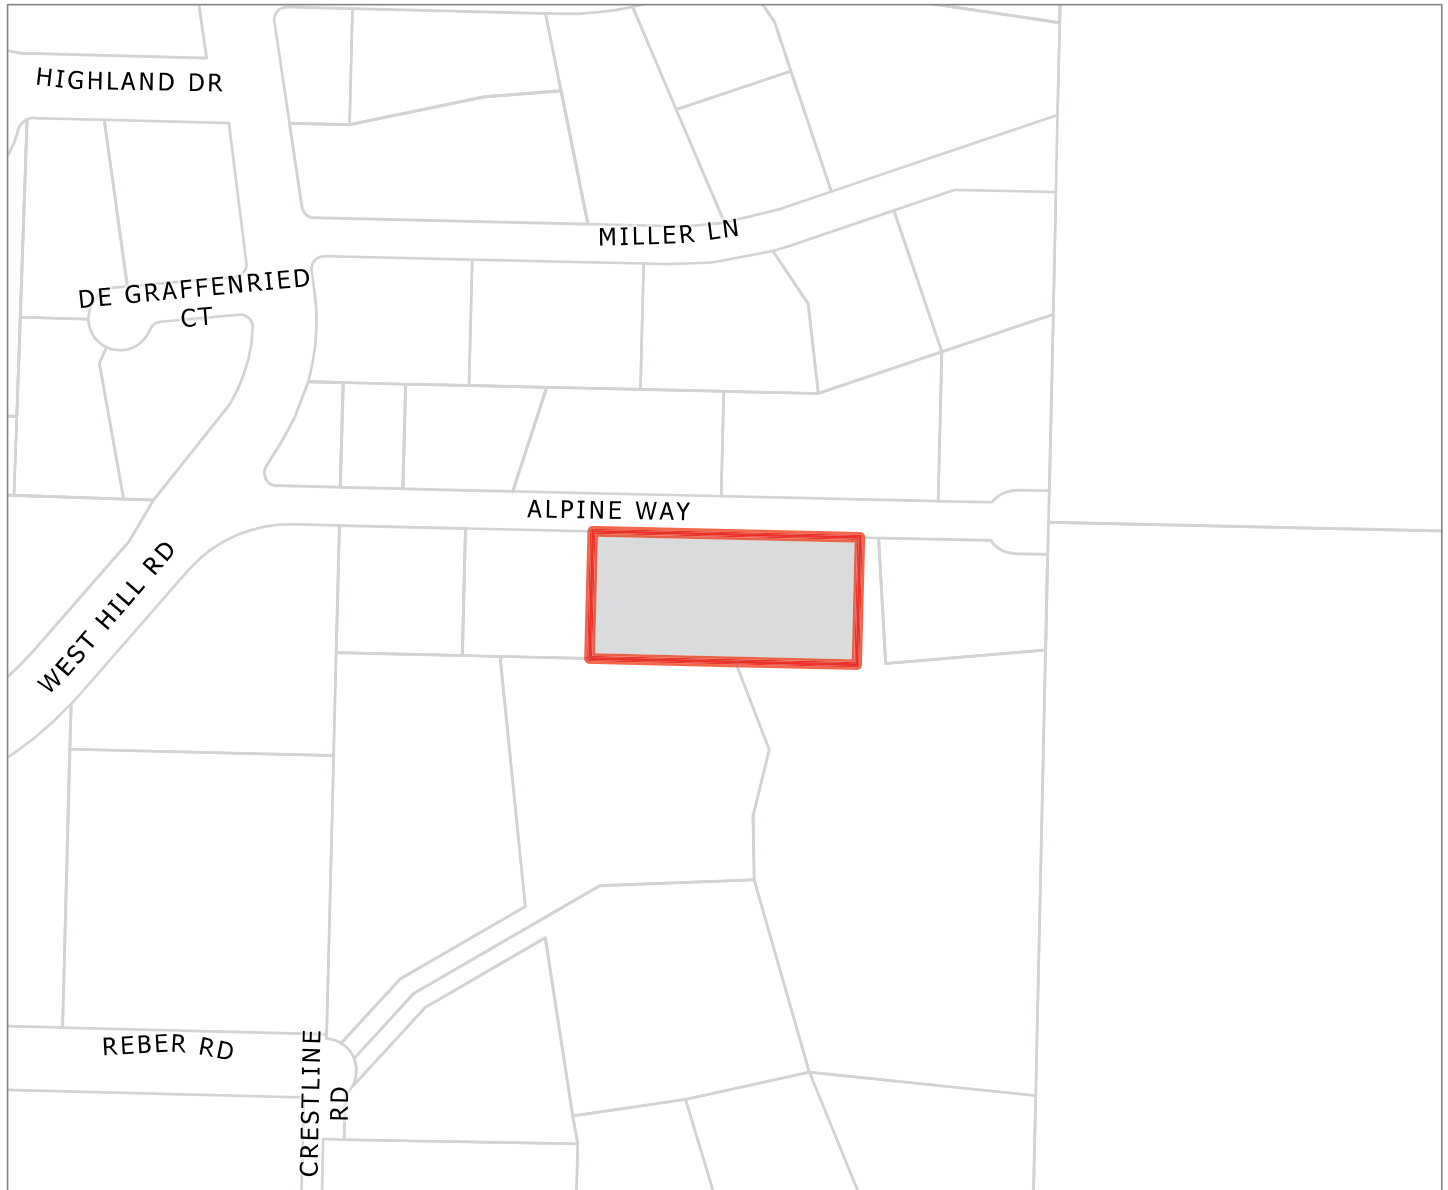 HIGHLAND DR
MILLER LN
DE GRAFFENRIED
CT
ALPINE WAY
WEST HILL RD
REBER RD
CRESTLINE
RD